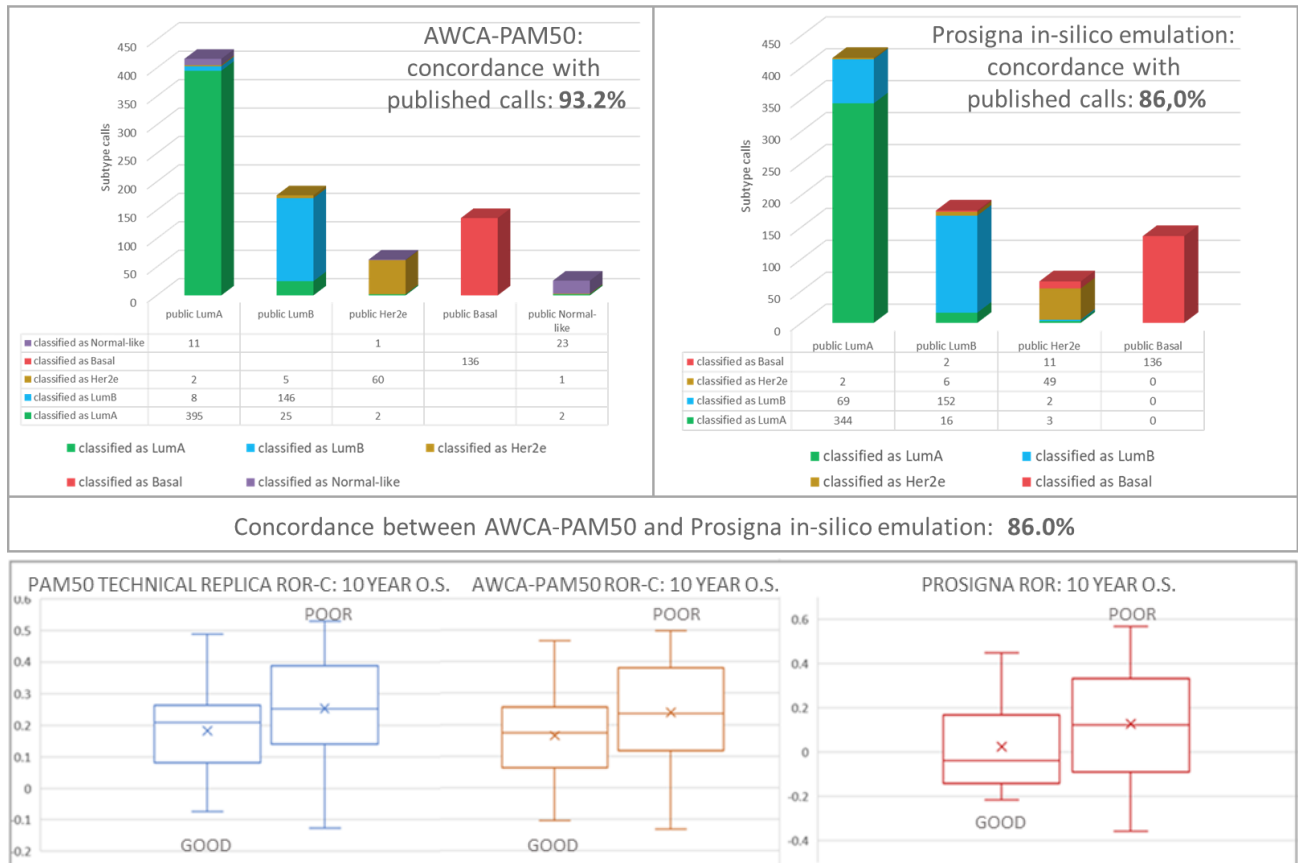 AWCA-PAM50:
concordance with
published calls: 93.2%
Subtype calls
450
400
350
300
250
200
150
100
50
0
public LumA public LumB public Her2e public Basal public Normal-
like
classified as Normal-like 11 1 23
classified as Basal 136
classified as Her2e 2 5 60 1
classified as LumB 8 146
classified as LumA 395 25 2 2
classified as LumA classified as LumB classified as Her2e
classified as Basal classified as Normal-like
Prosigna in-silico emulation:
concordance with
published calls: 86,0%
Subtype calls
450
400
350
300
250
200
150
100
50
0
public LumA public LumB public Her2e public Basal
classified as Basal 2 11 136
classified as Her2e 2 6 49 0
classified as LumB 69 152 2 0
classified as LumA 344 16 3 0
classified as LumA classified as LumB
classified as Her2e classified as Basal
Concordance between AWCA-PAM50 and Prosigna in-silico emulation: 86.0%
PAM50 TECHNICAL REPLICA ROR-C: 10 YEAR O.S. AWCA-PAM50 ROR-C: 10 YEAR O.S. PROSIGNA ROR: 10 YEAR O.S.
0.6
0.5
0.4
0.3
0.2
0.1
0
-0.1
-0.2
POOR
GOOD
POOR
GOOD
0.6
0.4
0.2
0
-0.2
-0.4
POOR
GOOD